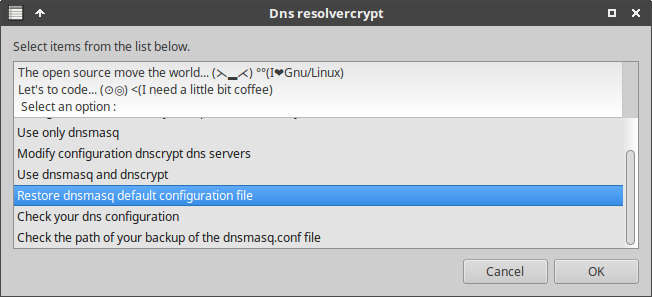 Dns resolvercrypt
Select items from the list below.
The open source move the world... (⋋▂⋌) °°(I❤Gnu/Linux)
Let's to code... (⊙◎) <(I need a little bit coffee)
Select an option :
Use only dnsmasq
Modify configuration dnscrypt dns servers
Use dnsmasq and dnscrypt
Restore dnsmasq default configuration file
Check your dns configuration
Check the path of your backup of the dnsmasq.conf file
Cancel
OK